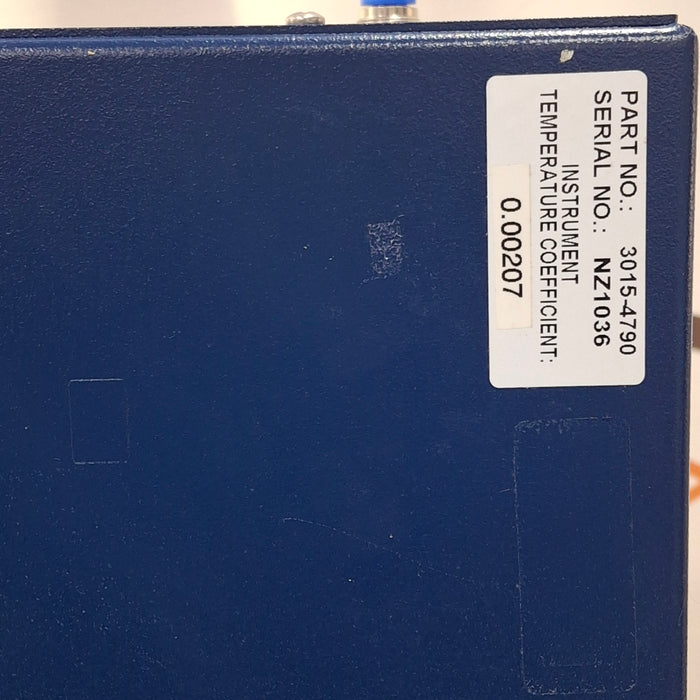 PART NO.: 3015-4790
SERIAL NO.: NZ1036
INSTRUMENT
TEMPERATURE COEFFICIENT:
0.00207